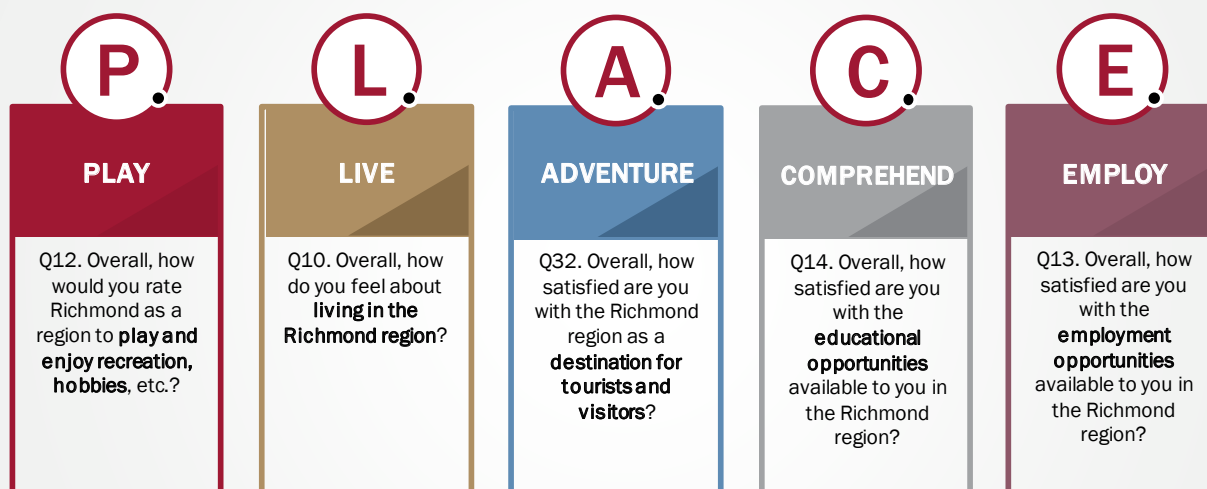 P
PLAY
Q12. Overall, how
would you rate
Richmond as a
region to play and
enjoy recreation,
hobbies, etc.?
L
LIVE
Q10. Overall, how
do you feel about
living in the
Richmond region?
A
ADVENTURE
Q32. Overall, how
satisfied are you
with the Richmond
region as a
destination for
tourists and
visitors?
C
COMPREHEND
Q14. Overall, how
satisfied are you
with the
educational
opportunities
available to you in
the Richmond
region?
E
EMPLOY
Q13. Overall, how
satisfied are you
with the
employment
opportunities
available to you in
the Richmond
region?